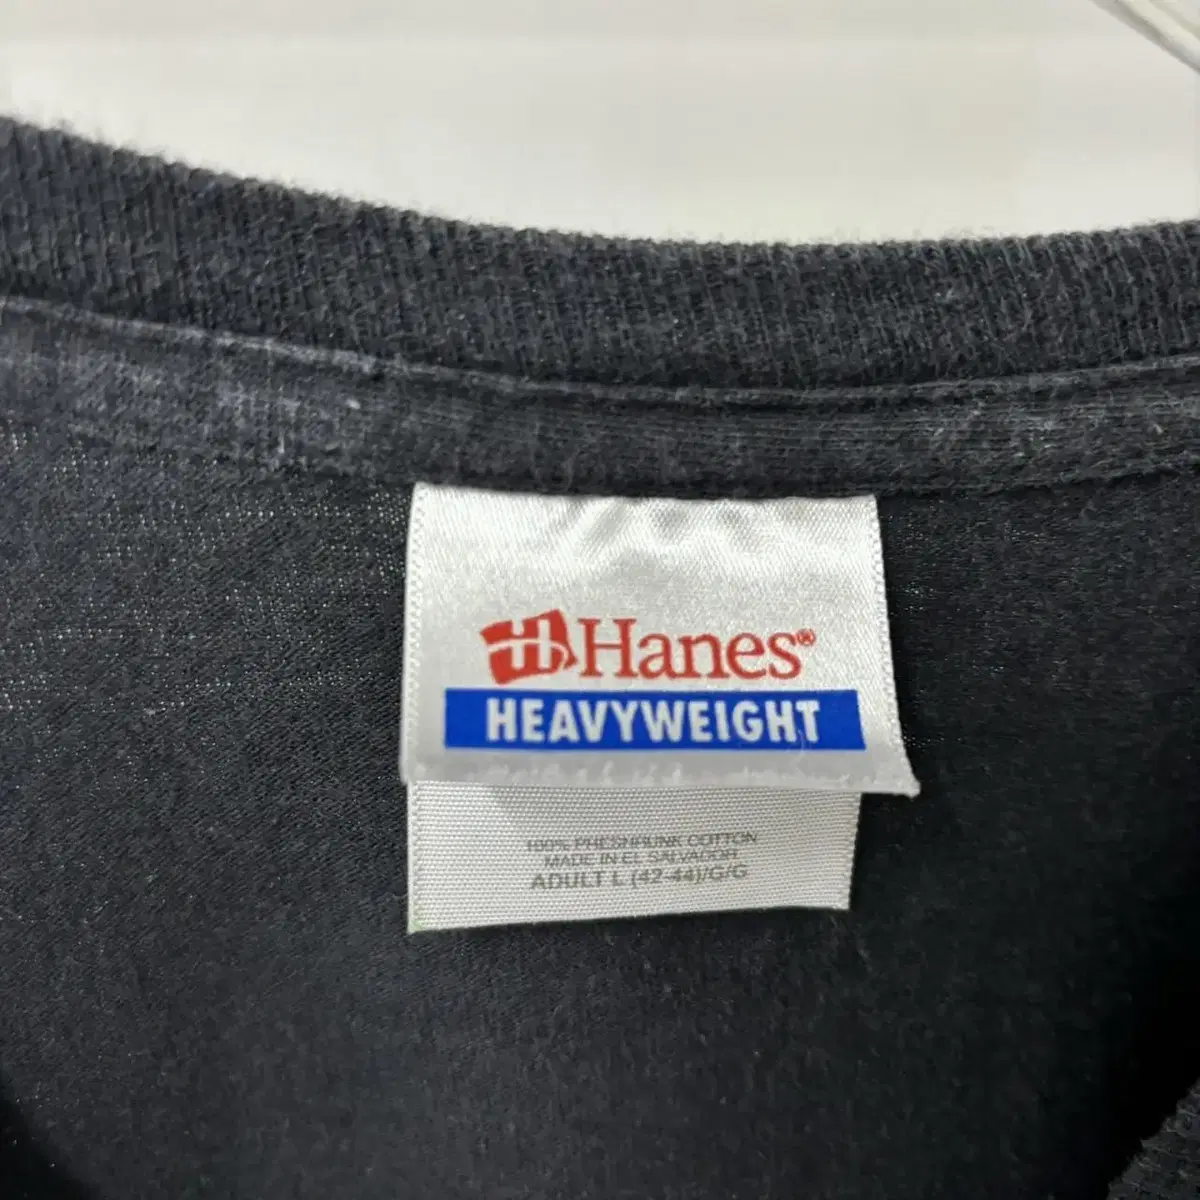 H Hanes®
HEAVYWEIGHT
100% PRESHRUNK COTTON
MADE IN EL SALVADOR
ADULT L (42-44)/G/G